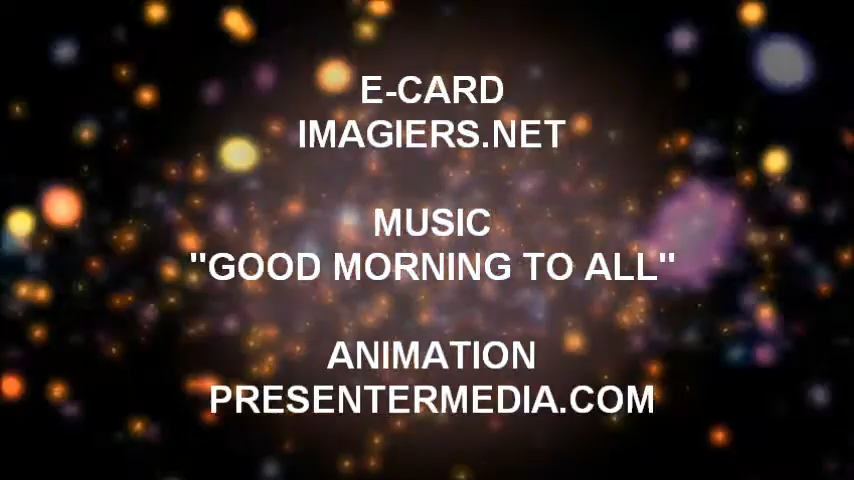 E-CARD
IMAGIERS.NET
MUSIC
"GOOD MORNING TO ALL"
ANIMATION
PRESENTERMEDIA.COM